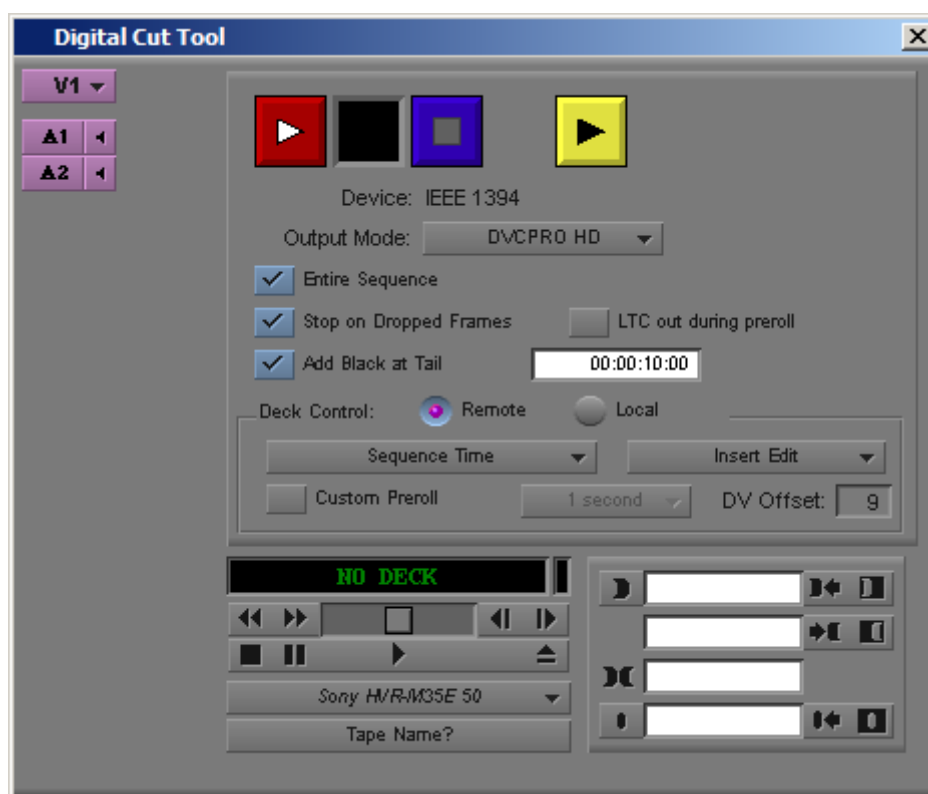 Digital Cut Tool
V1
A1
A2
Device: IEEE 1394
Output Mode: DVCPRO HD
Entire Sequence
Stop on Dropped Frames LTC out during preroll
Add Black at Tail 00:00:10:00
Deck Control: Remote Local
Sequence Time Insert Edit
Custom Preroll 1 second DV Offset: 9
NO DECK
Sony HVR-M35E 50
Tape Name?